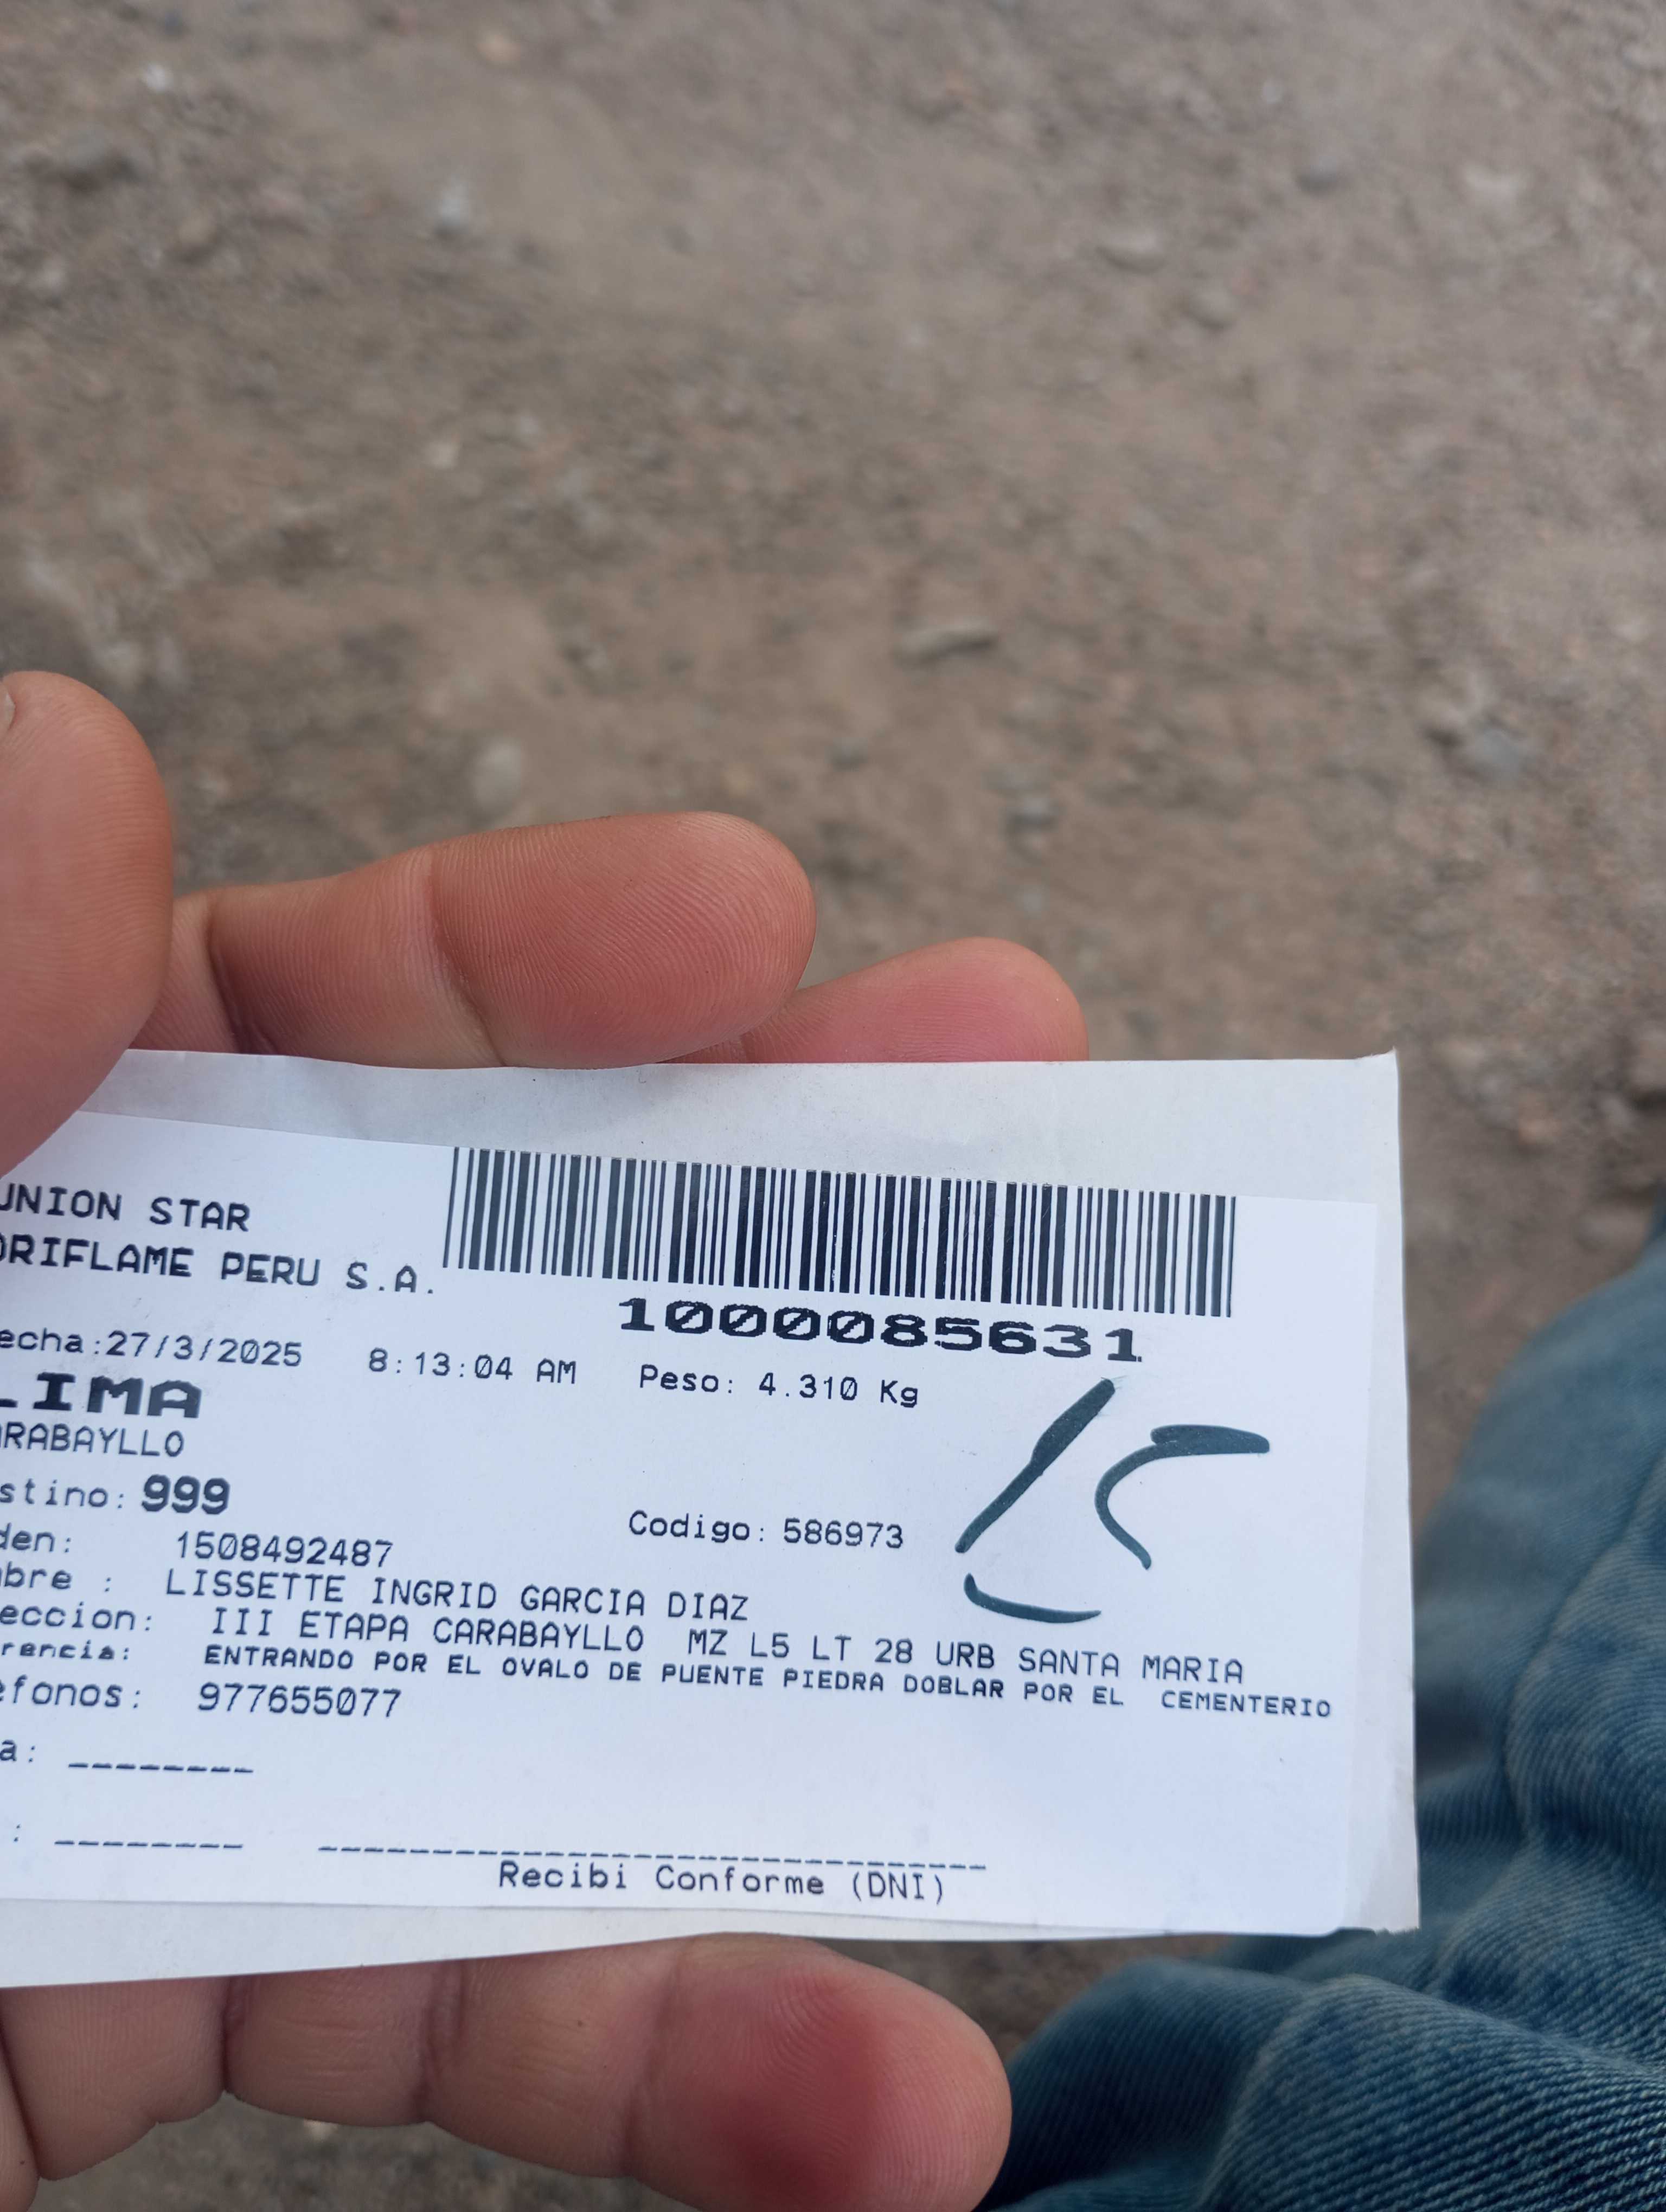 UNION STAR
ORIFLAME PERU S.A.
1000085631
echa:27/3/2025 8:13:04 AM Peso: 4.310 Kg
LIMA
ARABAYLLO
stino: 999
Codigo: 586973
den: 1508492487
bre : LISSETTE INGRID GARCIA DIAZ
eccion: III ETAPA CARABAYLLO MZ L5 LT 28 URB SANTA MARIA
rencia: ENTRANDO POR EL OVALO DE PUENTE PIEDRA DOBLAR POR EL CEMENTERIO
efonos: 977655077
a: ________
: ________
Recibi Conforme (DNI)